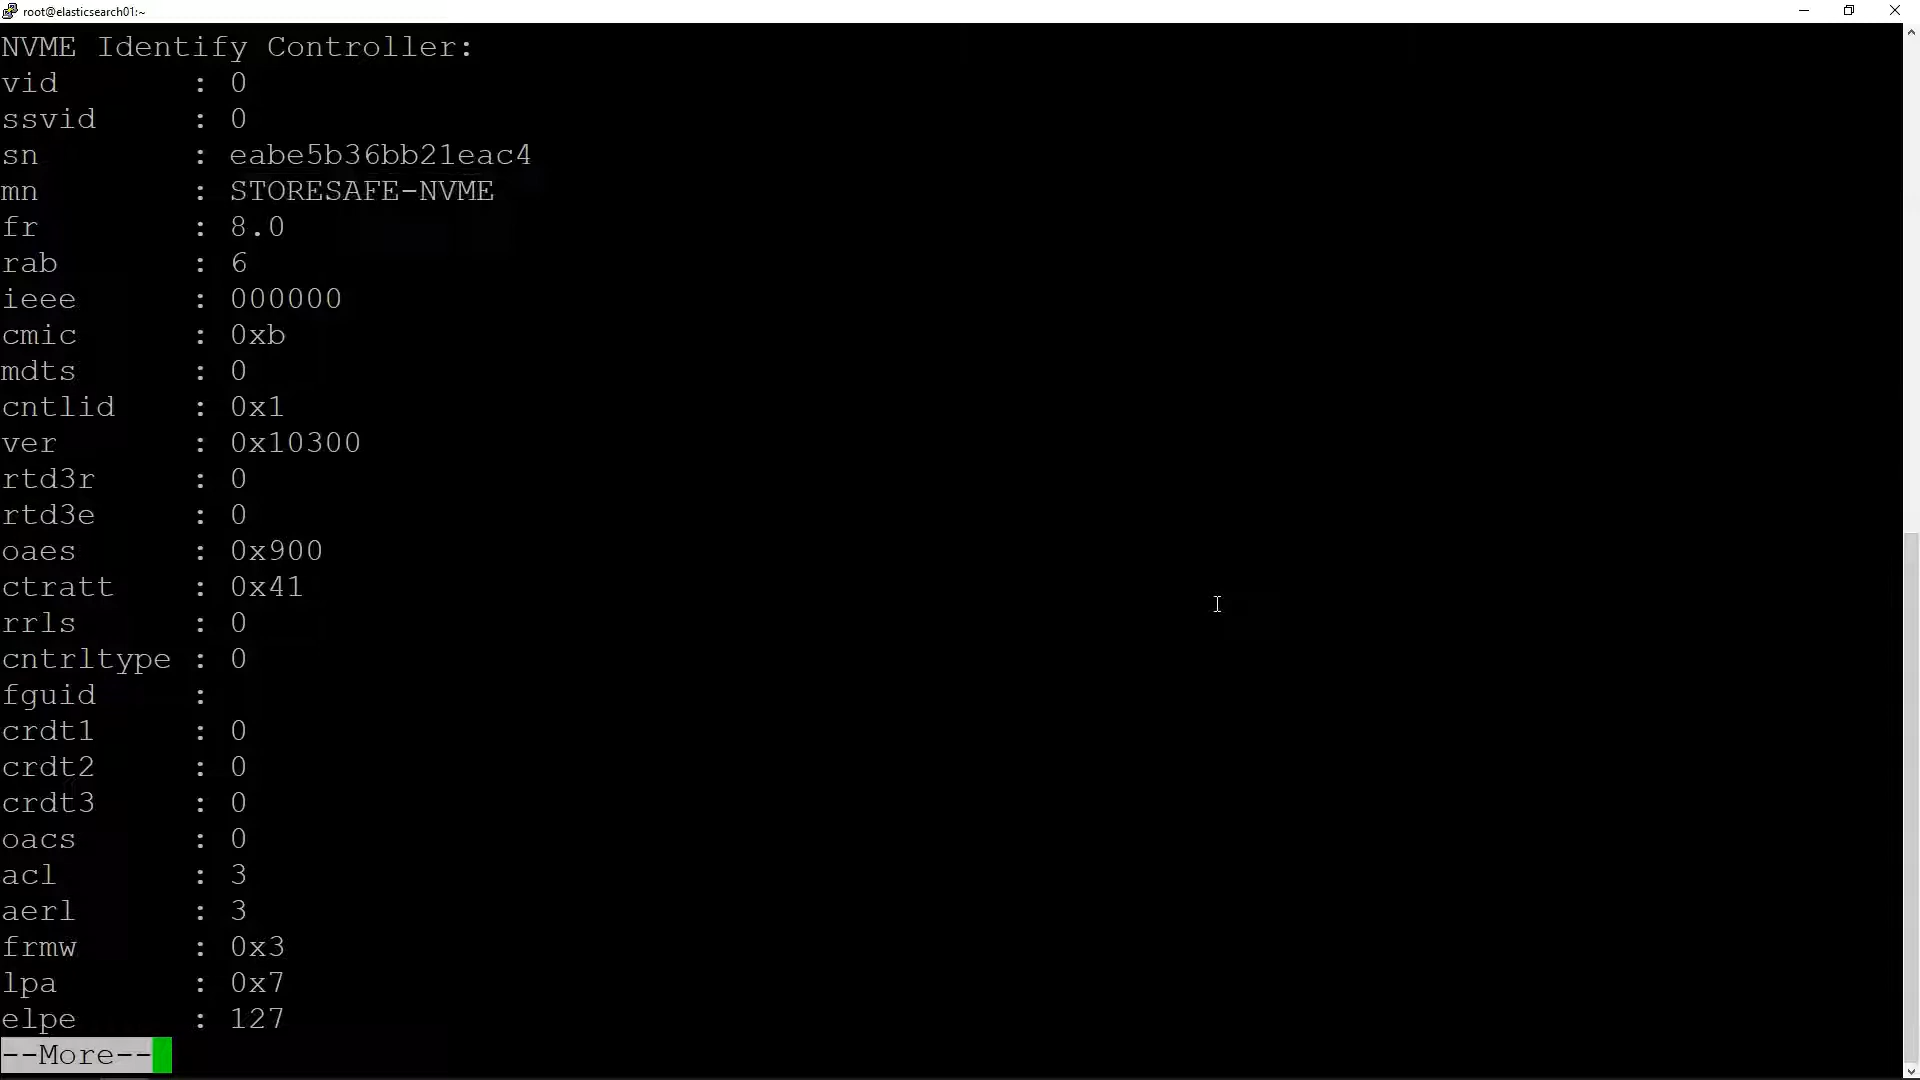 root@elasticsearch01:~
NVME Identify Controller:
vid       : 0
ssvid     : 0
sn        : eabe5b36bb21eac4
mn        : STORESAFE-NVME
fr        : 8.0
rab       : 6
ieee      : 000000
cmic      : 0xb
mdts      : 0
cntlid    : 0x1
ver       : 0x10300
rtd3r     : 0
rtd3e     : 0
oaes      : 0x900
ctratt    : 0x41
rrls      : 0
cntrltype : 0
fguid     :
crdt1     : 0
crdt2     : 0
crdt3     : 0
oacs      : 0
acl       : 3
aerl      : 3
frmw      : 0x3
lpa       : 0x7
elpe      : 127
--More--